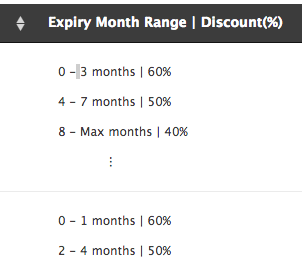 Expiry Month Range | Discount(%)
0 - 3 months | 60%
4 - 7 months | 50%
8 - Max months | 40%
⋮
0 - 1 months | 60%
2 - 4 months | 50%